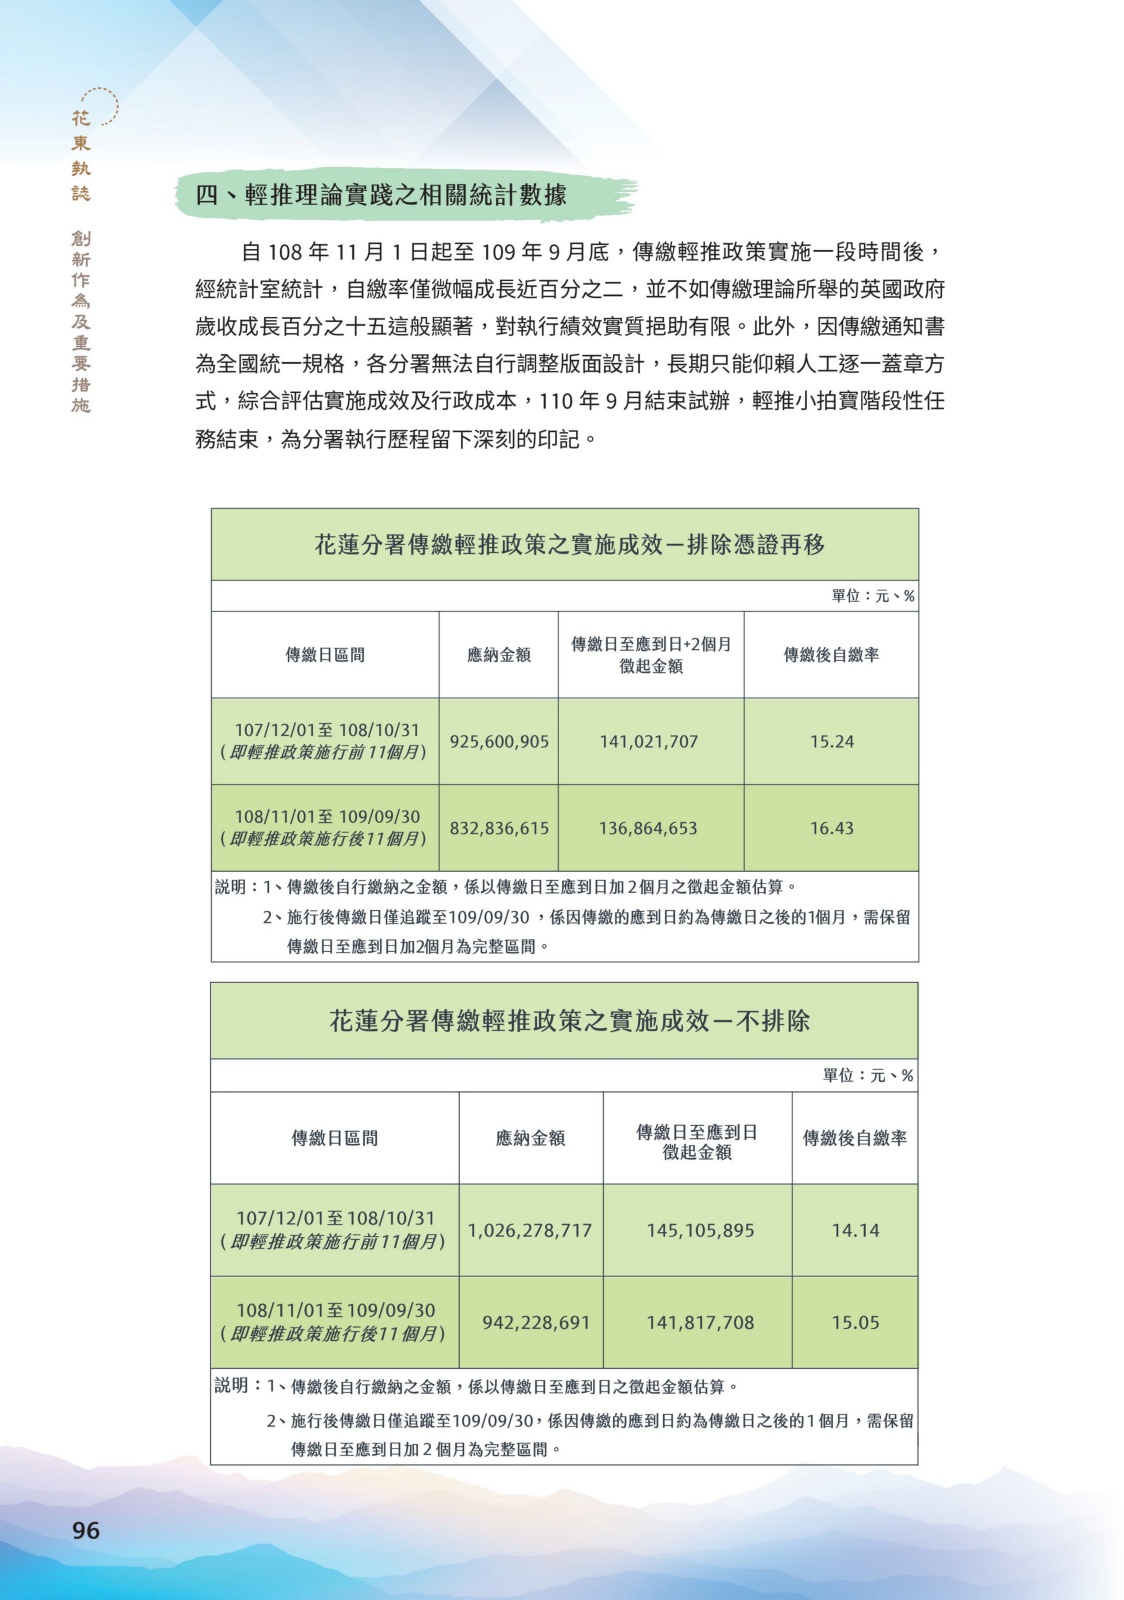 花東執誌
創新作為及重要措施
四、輕推理論實踐之相關統計數據
自 108 年 11 月 1 日起至 109 年 9 月底，傳繳輕推政策實施一段時間後，
經統計室統計，自繳率僅微幅成長近百分之二，並不如傳繳理論所舉的英國政府
歲收成長百分之十五這般顯著，對執行績效實質挹助有限。此外，因傳繳通知書
為全國統一規格，各分署無法自行調整版面設計，長期只能仰賴人工逐一蓋章方
式，綜合評估實施成效及行政成本，110 年 9 月結束試辦，輕推小拍寶階段性任
務結束，為分署執行歷程留下深刻的印記。
花蓮分署傳繳輕推政策之實施成效－排除憑證再移
單位：元、%
傳繳日區間 應納金額 傳繳日至應到日+2個月 傳繳後自繳率
徵起金額
107/12/01至 108/10/31
（即輕推政策施行前 11個月） 925,600,905 141,021,707 15.24
108/11/01至 109/09/30
（即輕推政策施行後11個月） 832,836,615 136,864,653 16.43
說明：1、傳繳後自行繳納之金額，係以傳繳日至應到日加 2 個月之徵起金額估算。
2、施行後傳繳日僅追蹤至109/09/30 ，係因傳繳的應到日約為傳繳日之後的1個月，需保留
傳繳日至應到日加2個月為完整區間。
花蓮分署傳繳輕推政策之實施成效－不排除
單位：元、%
傳繳日區間 應納金額 傳繳日至應到日 傳繳後自繳率
徵起金額
107/12/01至 108/10/31
（即輕推政策施行前 11個月） 1,026,278,717 145,105,895 14.14
108/11/01至 109/09/30
（即輕推政策施行後11 個月） 942,228,691 141,817,708 15.05
說明：1、傳繳後自行繳納之金額，係以傳繳日至應到日之徵起金額估算。
2、施行後傳繳日僅追蹤至109/09/30，係因傳繳的應到日約為傳繳日之後的 1 個月，需保留
傳繳日至應到日加 2 個月為完整區間。
96